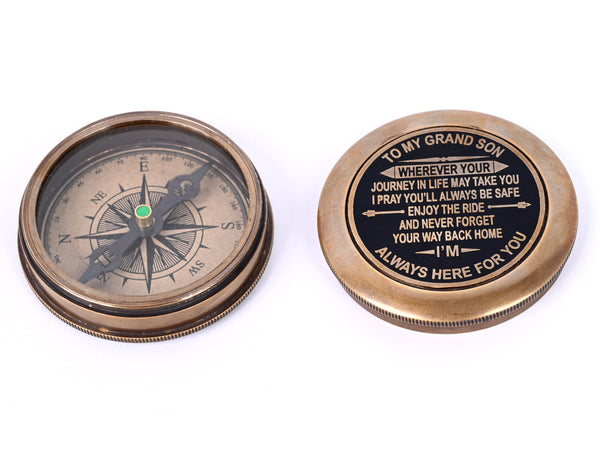 E
NE
N
S
SW
TO MY GRAND SON
WHEREVER YOUR
JOURNEY IN LIFE MAY TAKE YOU
I PRAY YOU'LL ALWAYS BE SAFE
ENJOY THE RIDE
AND NEVER FORGET
YOUR WAY BACK HOME
I'M
ALWAYS HERE FOR YOU